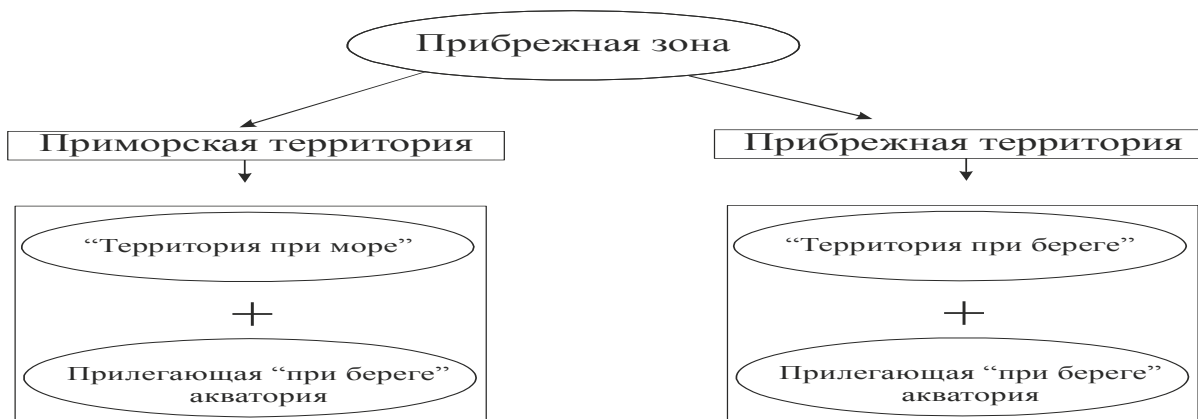 Прибрежная зона
Приморская территория
Прибрежная территория
“Территория при море”
“Территория при береге”
+
+
Прилегающая “при береге”
акватория
Прилегающая “при береге”
акватория